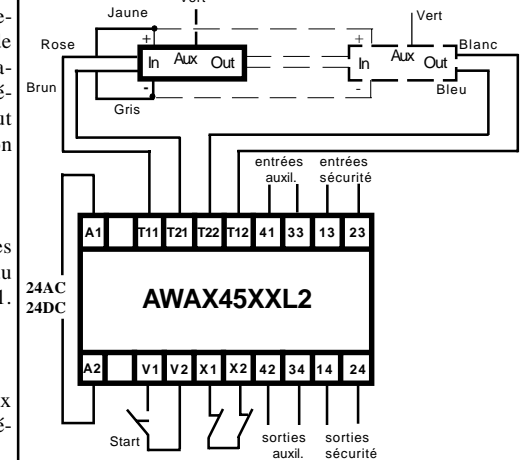 Vert
Jaune
Vert
Rose
+
In
Aux
Out
-
+
In
Aux
Out
-
Blanc
Brun
Bleu
Gris
entrées
auxil.
entrées
sécurité
A1 T11 T21 T22 T12 41 33 13 23
24AC
24DC
AWAX45XXL2
A2 V1 V2 X1 X2 42 34 14 24
Start
sorties
auxil.
sorties
sécurité